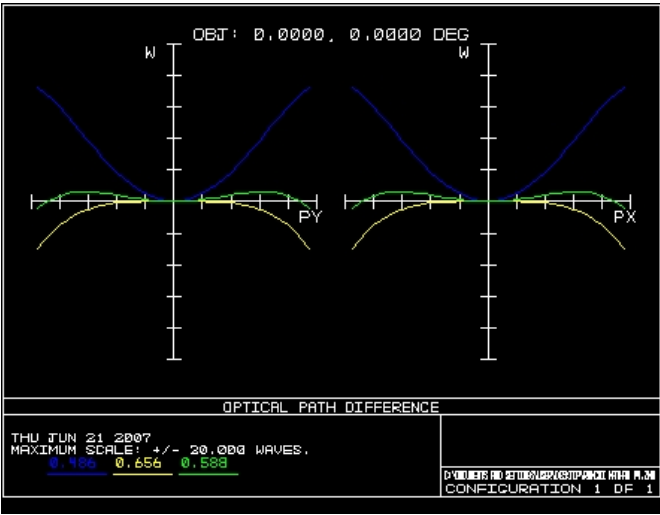 OBJ: 0.0000, 0.0000 DEG
W W
PY PX
OPTICAL PATH DIFFERENCE
THU JUN 21 2007
MAXIMUM SCALE: +/- 20.000 WAVES.
0.486 0.656 0.588
CONFIGURATION 1 OF 1